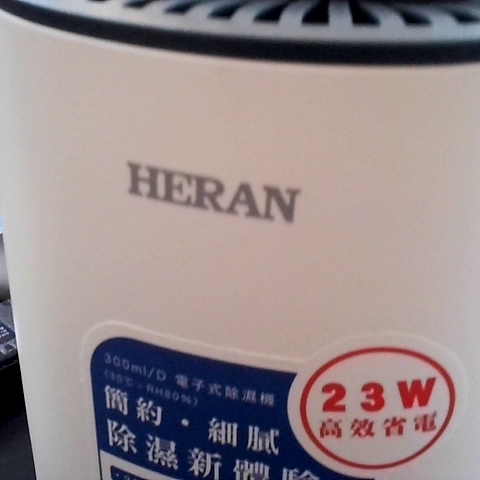 HERAN
300ml/D 電子式除濕機
(30℃,RH80%)
簡約・細膩
除濕新體驗
23W
高效省電